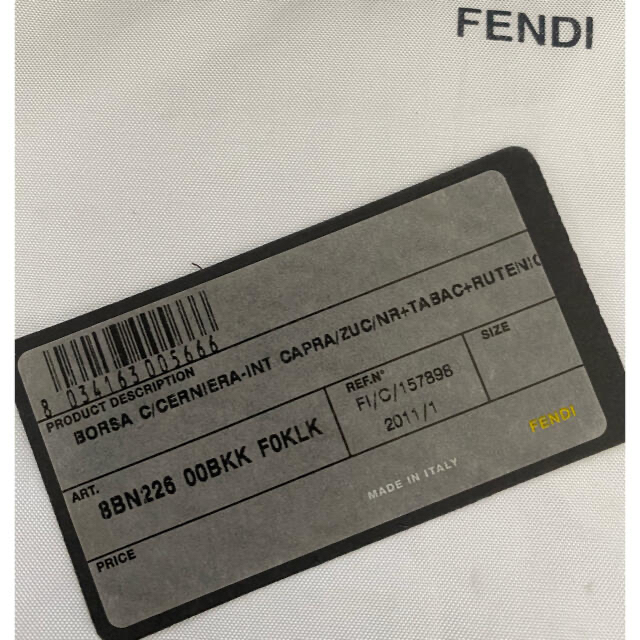 FENDI
8 034163 005666
PRODUCT DESCRIPTION
BORSA C/CERNIERA-INT CAPRA/ZUC/NR+TABAC+RUTENIO
ART.
8BN226 00BKK F0KLK
REF.N°
FI/C/157898
2011/1
SIZE
PRICE
MADE IN ITALY
FENDI